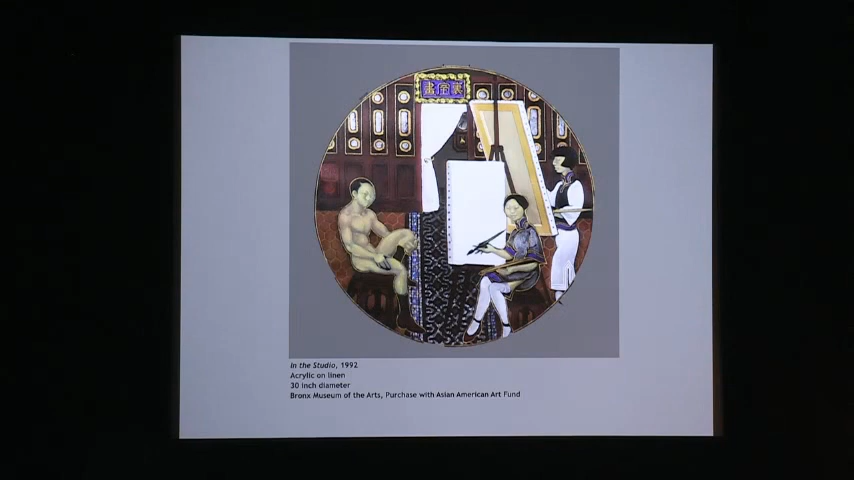 In the Studio, 1992
Acrylic on linen
30 inch diameter
Bronx Museum of the Arts, Purchase with Asian American Art Fund